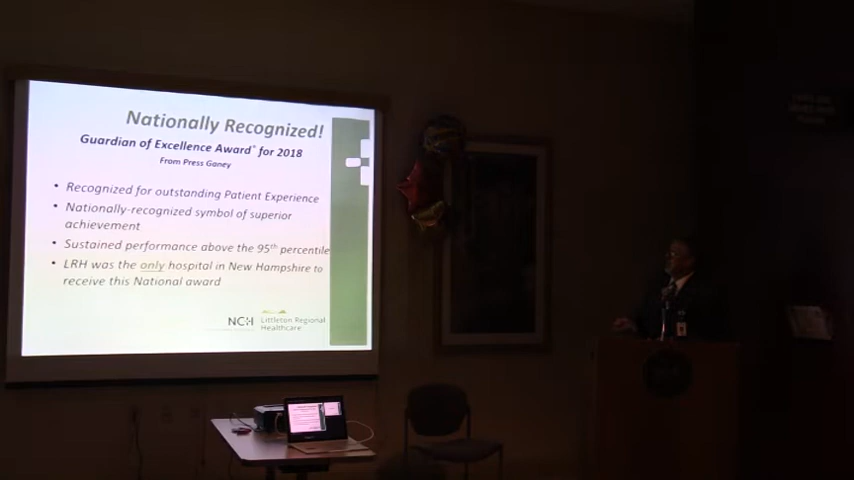 Nationally Recognized!
Guardian of Excellence Award® for 2018
From Press Ganey
• Recognized for outstanding Patient Experience
• Nationally-recognized symbol of superior
achievement
• Sustained performance above the 95th percentile
• LRH was the only hospital in New Hampshire to
receive this National award
NCH
Littleton Regional
Healthcare